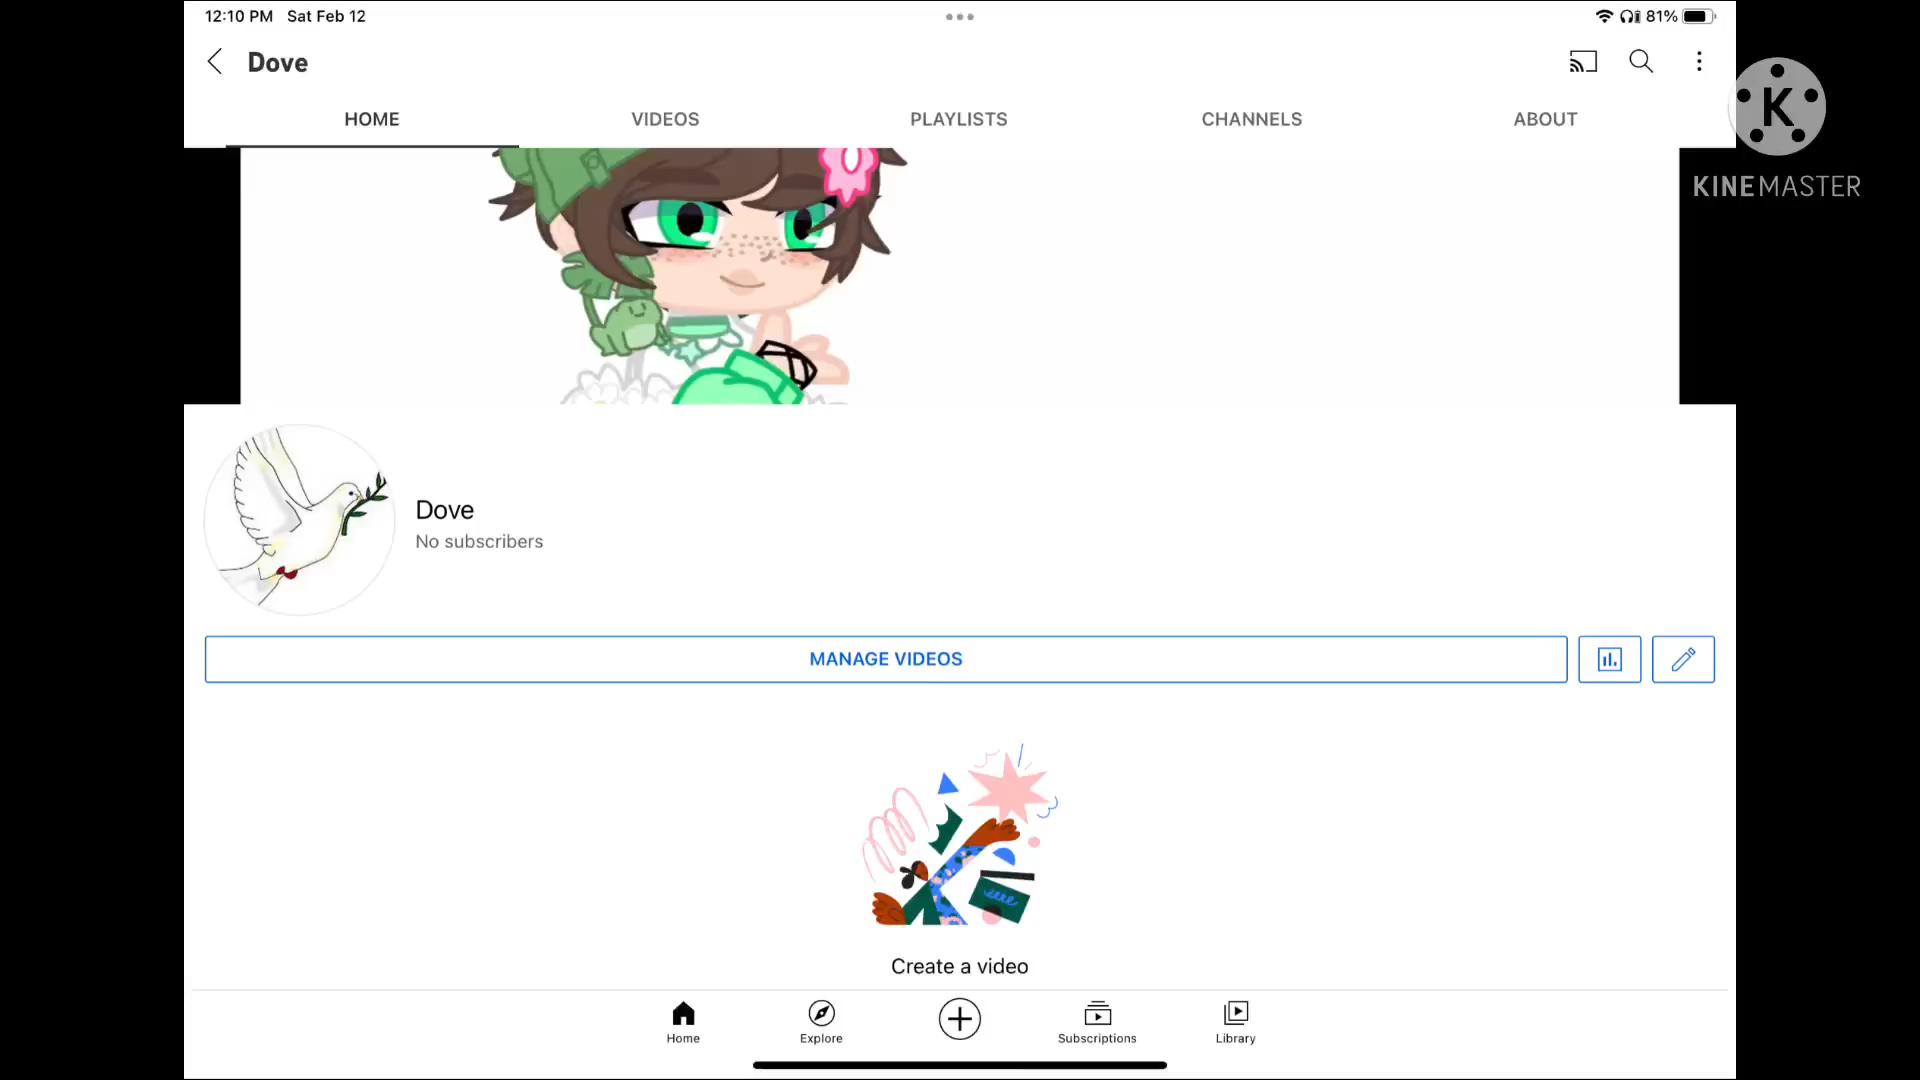 12:10 PM Sat Feb 12
81%
Dove
HOME VIDEOS PLAYLISTS CHANNELS ABOUT
K
KINEMASTER
Dove
No subscribers
MANAGE VIDEOS
Create a video
Home Explore Subscriptions Library